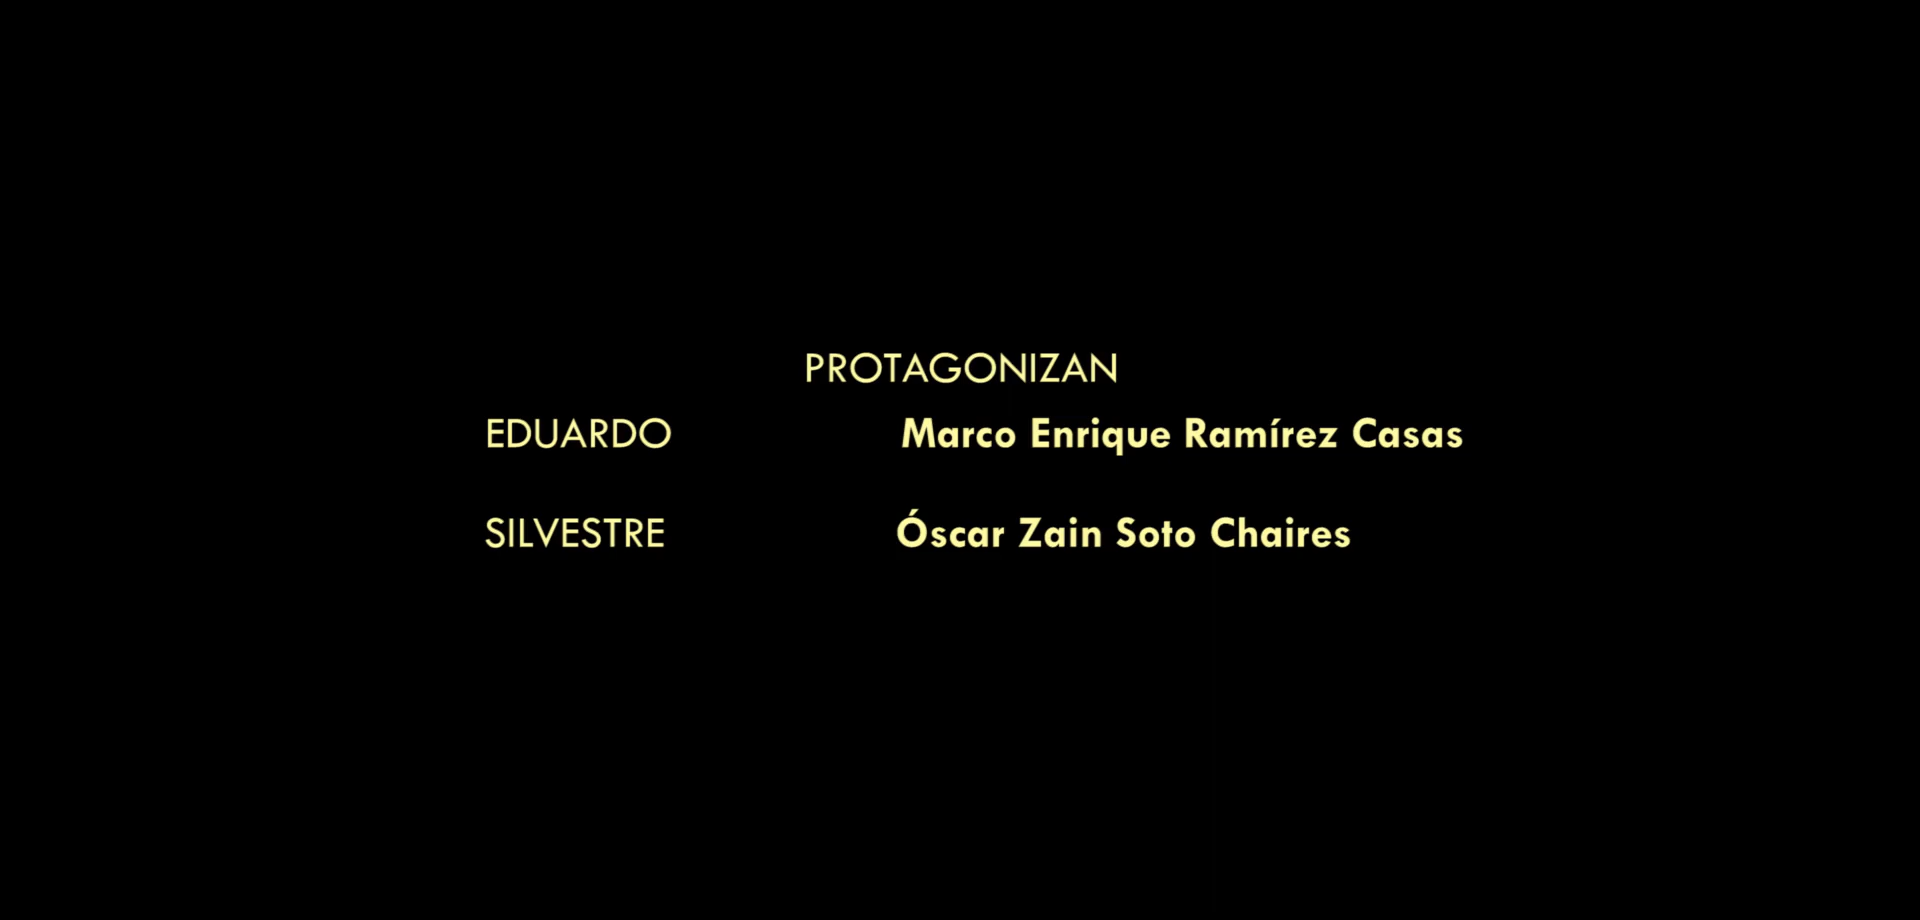 PROTAGONIZAN
EDUARDO Marco Enrique Ramírez Casas
SILVESTRE Óscar Zain Soto Chaires